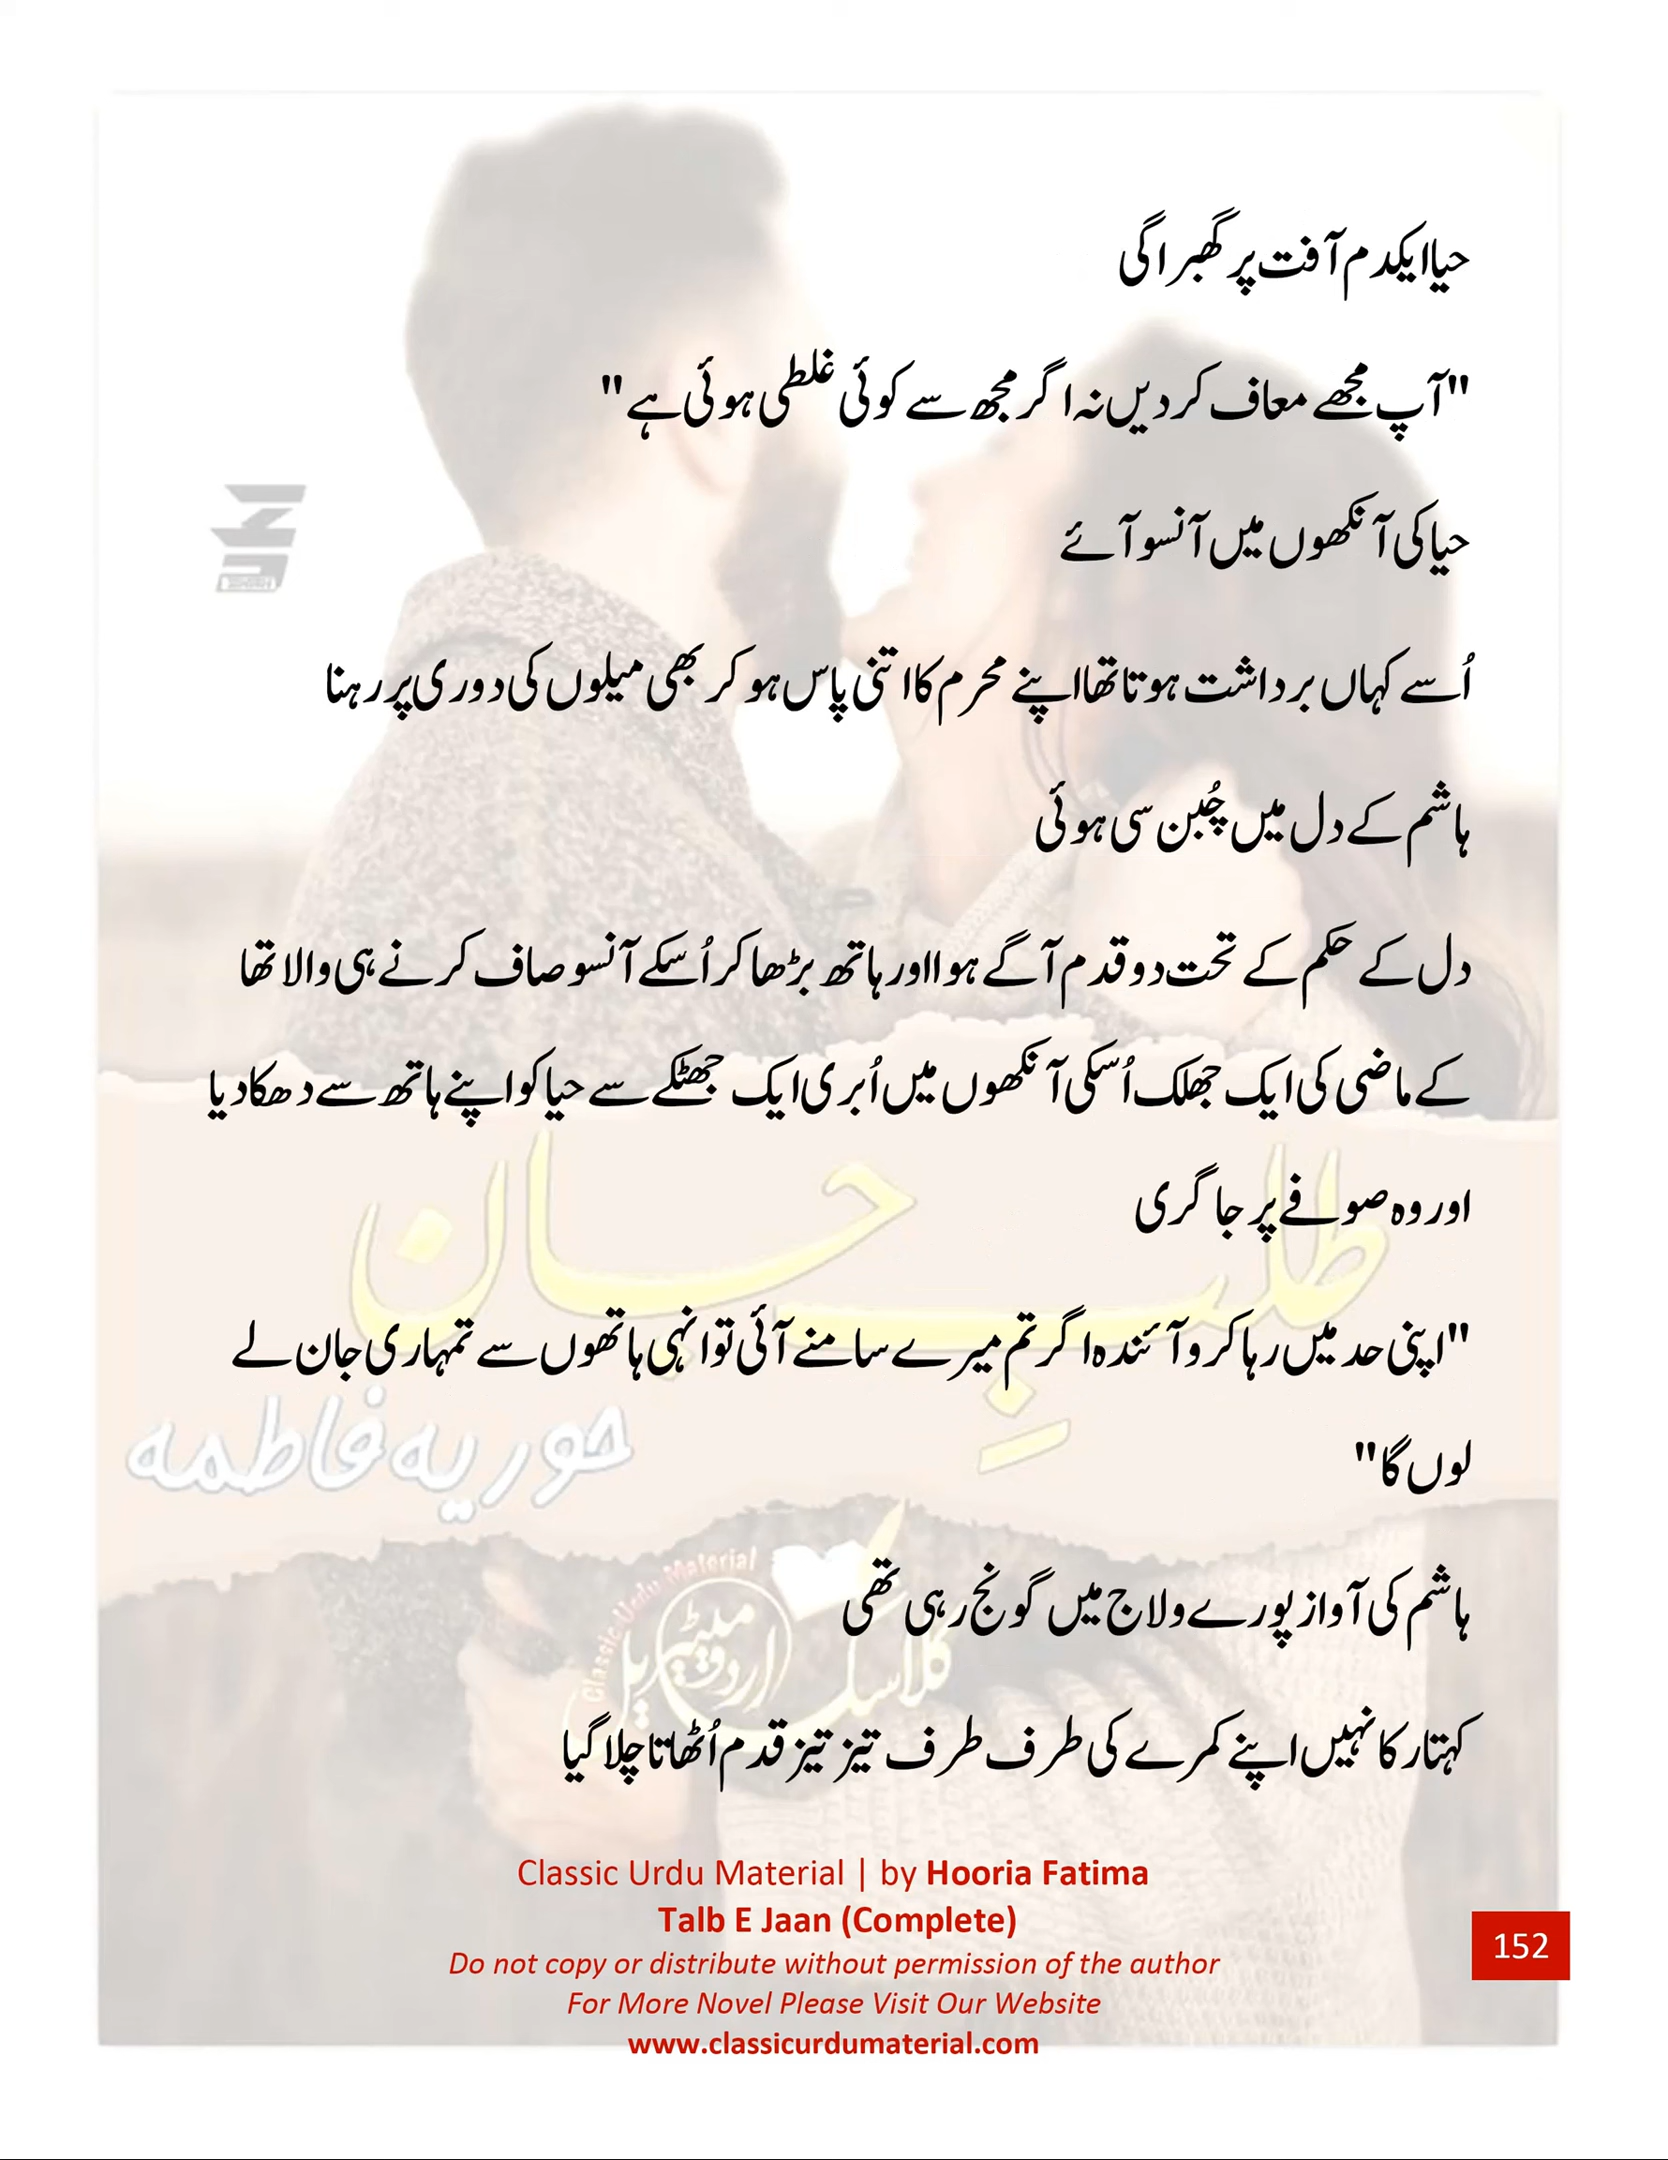 حیا ایکدم آفت پر گھبرا گی
"آپ مجھے معاف کر دیں نہ اگر مجھ سے کوئی غلطی ہوئی ہے"
حیا کی آنکھوں میں آنسو آئے
اُسے کہاں برداشت ہوتا تھا اپنے محرم کا اتنی پاس ہو کر بھی میلوں کی دوری پر رہنا
ہاشم کے دل میں چُبن سی ہوئی
دل کے حکم کے تحت دو قدم آگے ہوا اور ہاتھ بڑھا کر اُسکے آنسو صاف کرنے ہی والا تھا
کے ماضی کی ایک جھلک اُسکی آنکھوں میں اُبری ایک جھٹکے سے حیا کو اپنے ہاتھ سے دھکا دیا
اور وہ صوفے پر جا گری
طلبِ جان
"اپنی حد میں رہا کرو آئندہ اگر تم میرے سامنے آئی تو انہی ہاتھوں سے تمہاری جان لے
حوریہ فاطمہ
لوں گا"
Classic Urdu Material
کلاسک اردو میٹیریل
ہاشم کی آواز پورے ولاج میں گونج رہی تھی
کہتا رکا نہیں اپنے کمرے کی طرف طرف تیز تیز قدم اُٹھاتا چلا گیا
Classic Urdu Material | by Hooria Fatima
Talb E Jaan (Complete)
Do not copy or distribute without permission of the author
For More Novel Please Visit Our Website
www.classicurdumaterial.com
152